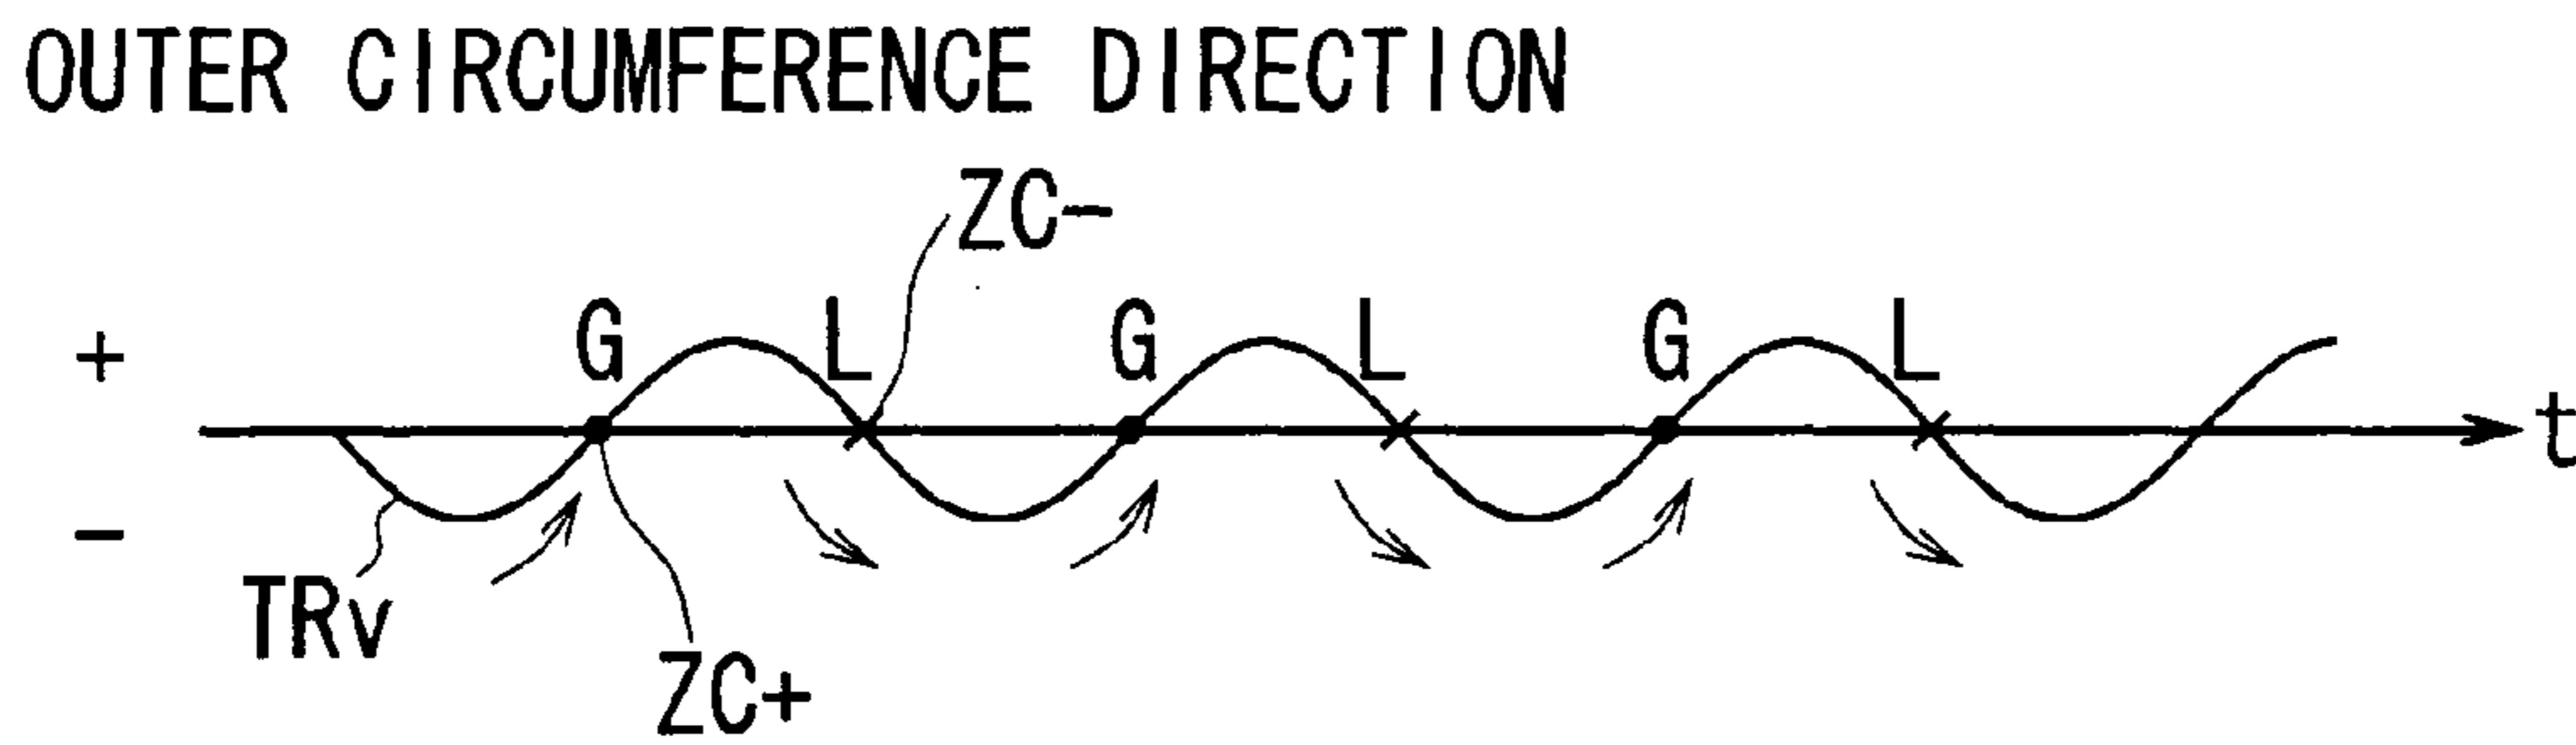 OUTER CIRCUMFERENCE DIRECTION
ZC-
G L G L G L
+
t
-
TRv
ZC+